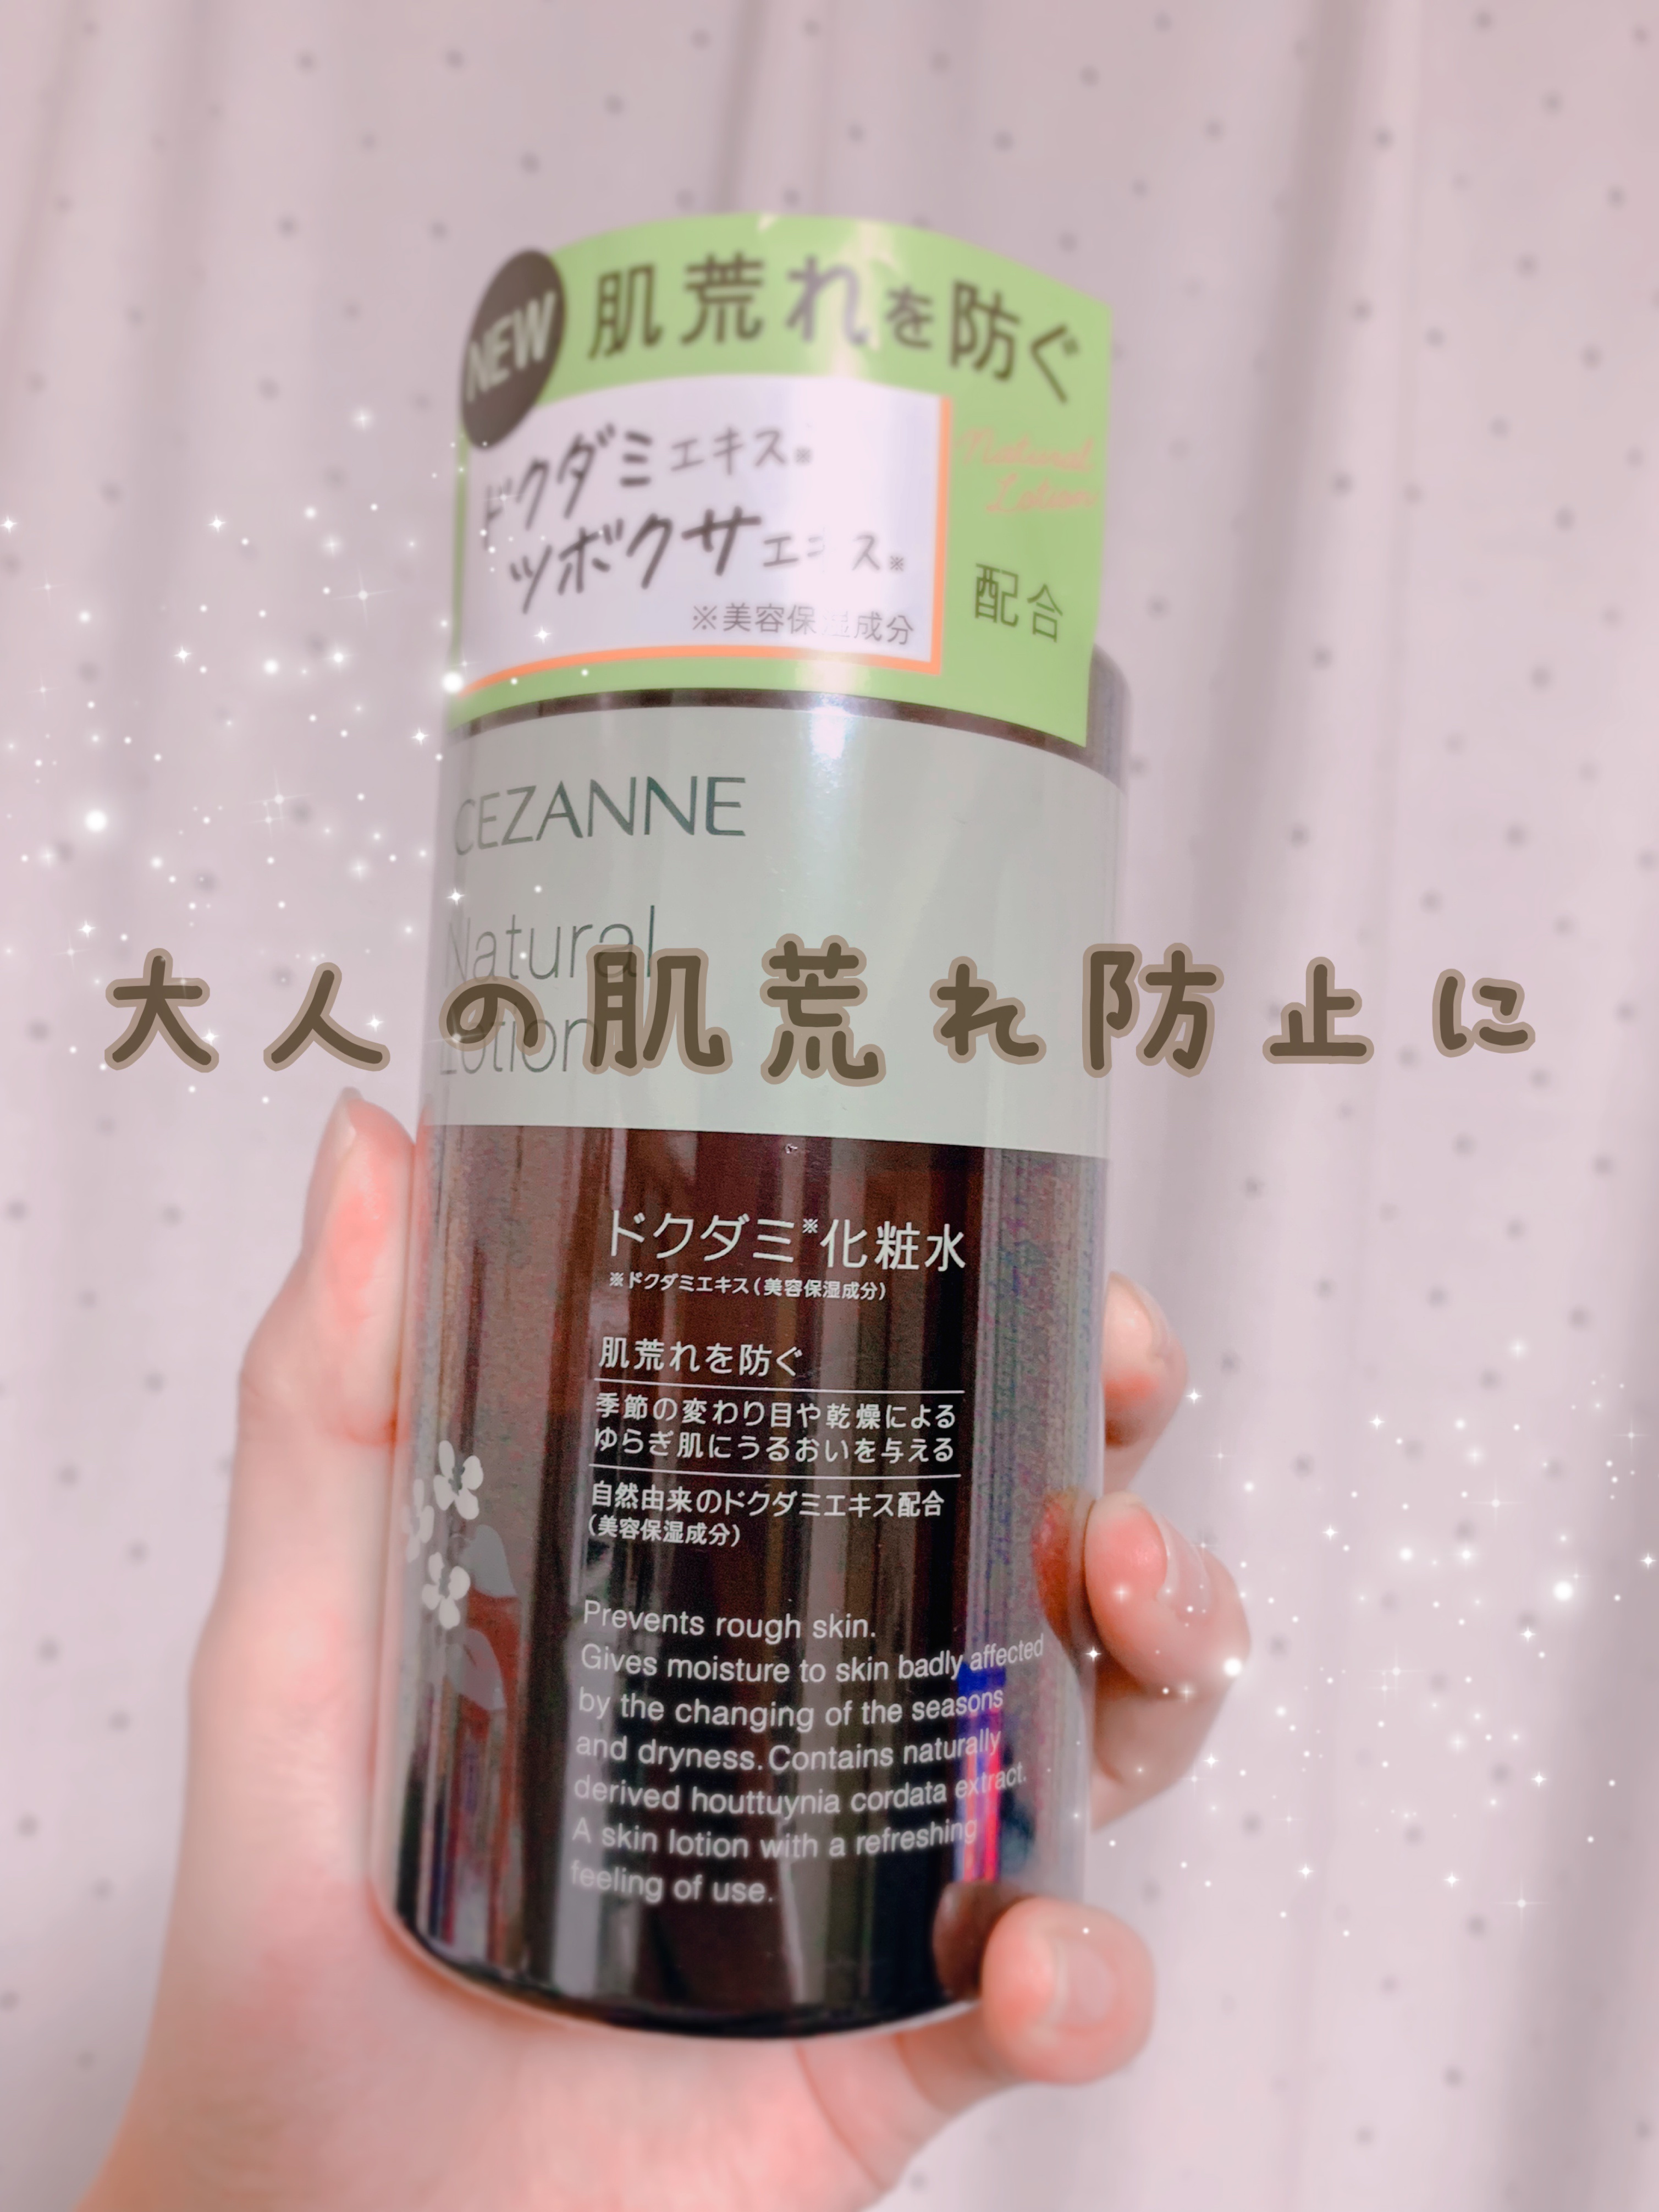 NEW
肌荒れを防ぐ
ドクダミエキス※
ツボクサエキス※
※美容保湿成分
Natural
Lotion
配合
CEZANNE
Natural
Lotion
大人の肌荒れ防止に
ドクダミ※化粧水
※ドクダミエキス(美容保湿成分)
肌荒れを防ぐ
季節の変わり目や乾燥による
ゆらぎ肌にうるおいを与える
自然由来のドクダミエキス配合
(美容保湿成分)
Prevents rough skin.
Gives moisture to skin badly affected
by the changing of the seasons
and dryness. Contains naturally
derived houttuynia cordata extract.
A skin lotion with a refreshing
feeling of use.